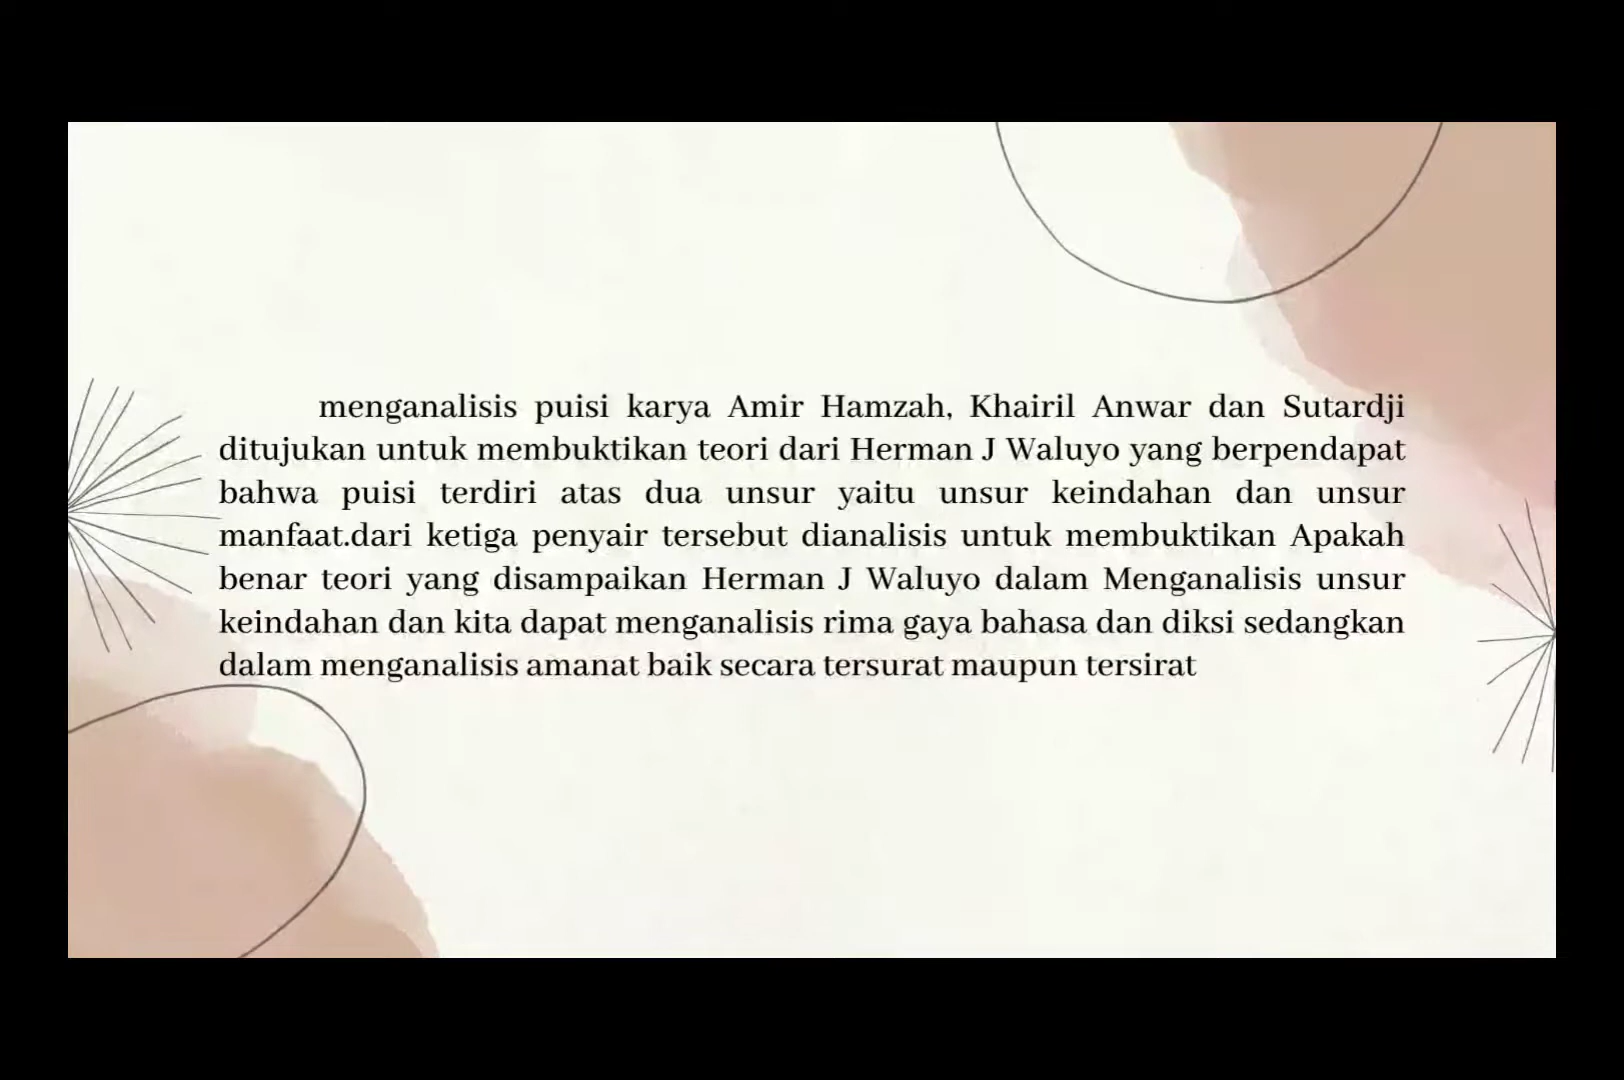 menganalisis puisi karya Amir Hamzah, Khairil Anwar dan Sutardji
ditujukan untuk membuktikan teori dari Herman J Waluyo yang berpendapat
bahwa puisi terdiri atas dua unsur yaitu unsur keindahan dan unsur
manfaat.dari ketiga penyair tersebut dianalisis untuk membuktikan Apakah
benar teori yang disampaikan Herman J Waluyo dalam Menganalisis unsur
keindahan dan kita dapat menganalisis rima gaya bahasa dan diksi sedangkan
dalam menganalisis amanat baik secara tersurat maupun tersirat